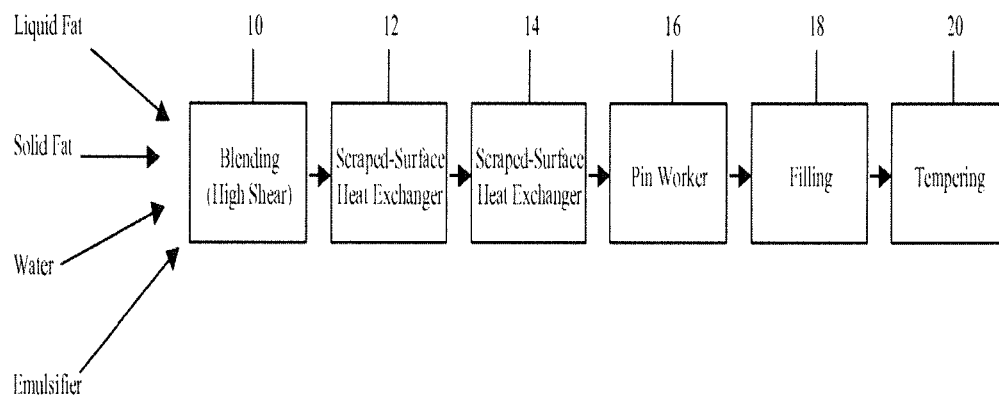 Liquid Fat
10
12
14
16
18
20
Solid Fat
Water
Emulsifier
Blending
(High Shear)
Scraped-Surface
Heat Exchanger
Scraped-Surface
Heat Exchanger
Pin Worker
Filling
Tempering